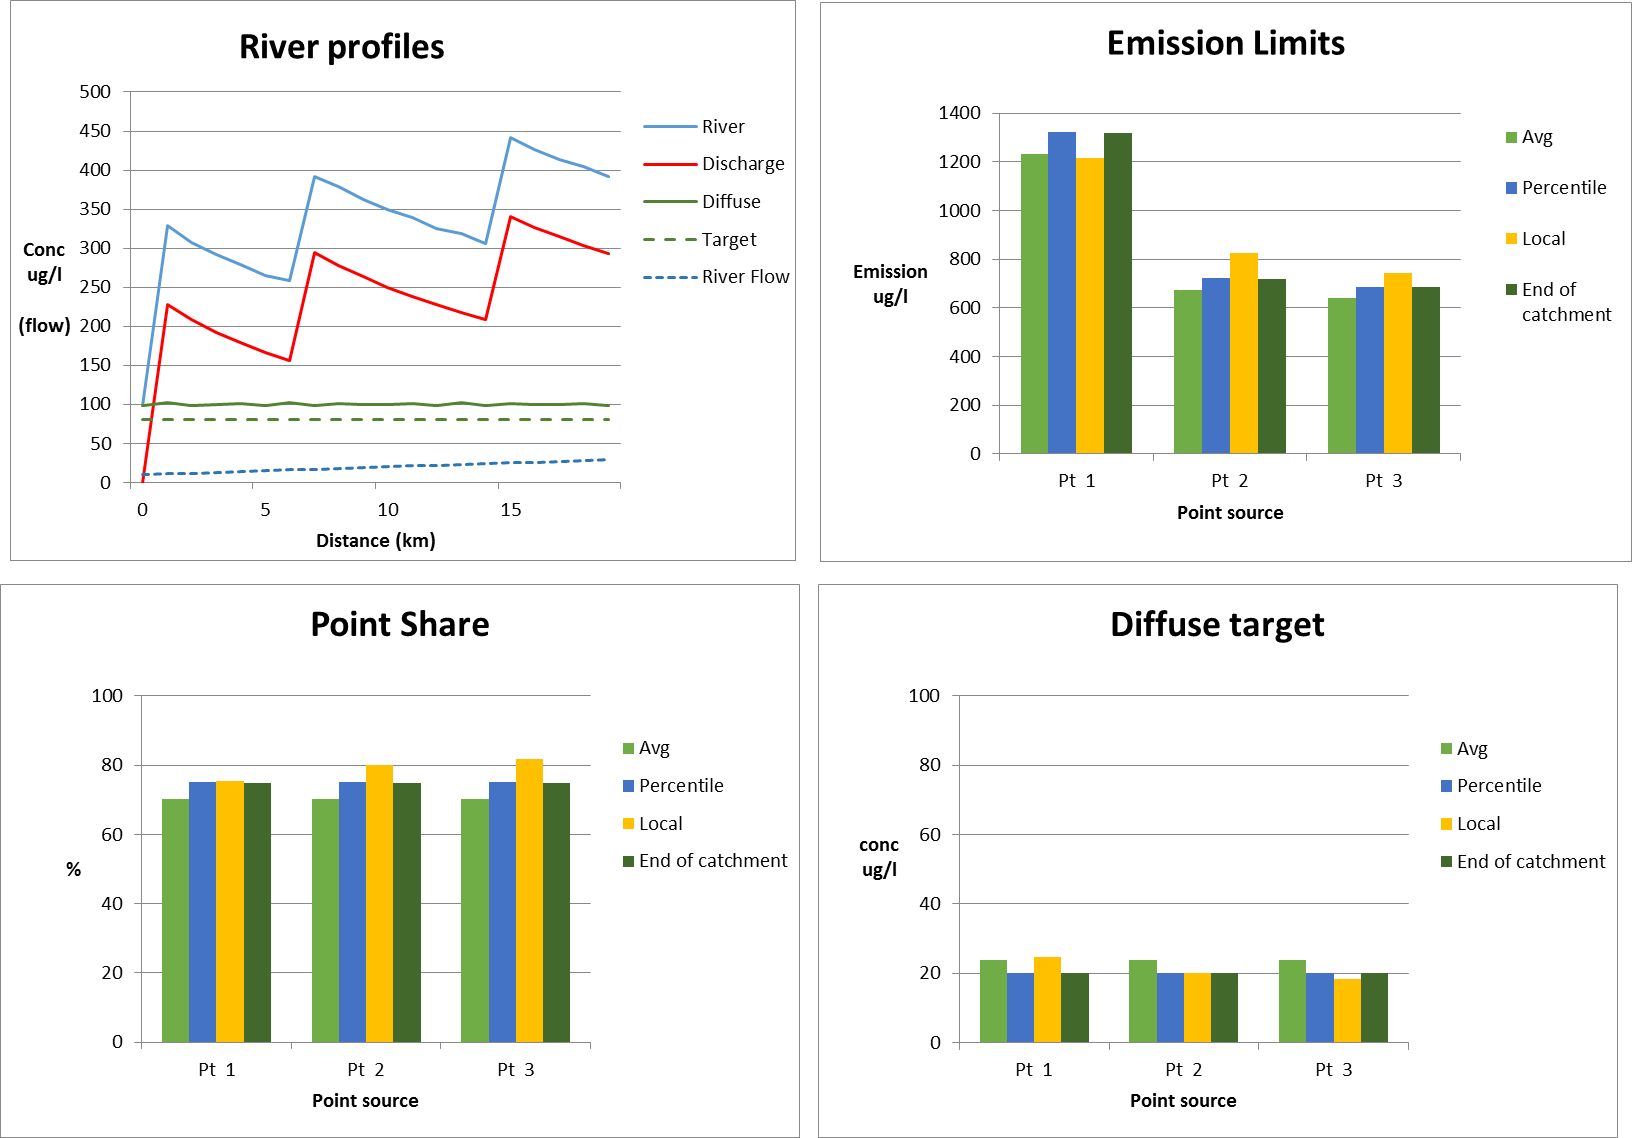 River profiles
500
450
400
350
300
250
200
150
100
50
0
Conc
ug/l
(flow)
0 5 10 15
Distance (km)
River
Discharge
Diffuse
Target
River Flow
Emission Limits
1400
1200
1000
800
600
400
200
0
Emission
ug/l
Pt 1 Pt 2 Pt 3
Point source
Avg
Percentile
Local
End of
catchment
Point Share
100
80
60
40
20
0
%
Pt 1 Pt 2 Pt 3
Point source
Avg
Percentile
Local
End of catchment
Diffuse target
100
80
60
40
20
0
conc
ug/l
Pt 1 Pt 2 Pt 3
Point source
Avg
Percentile
Local
End of catchment